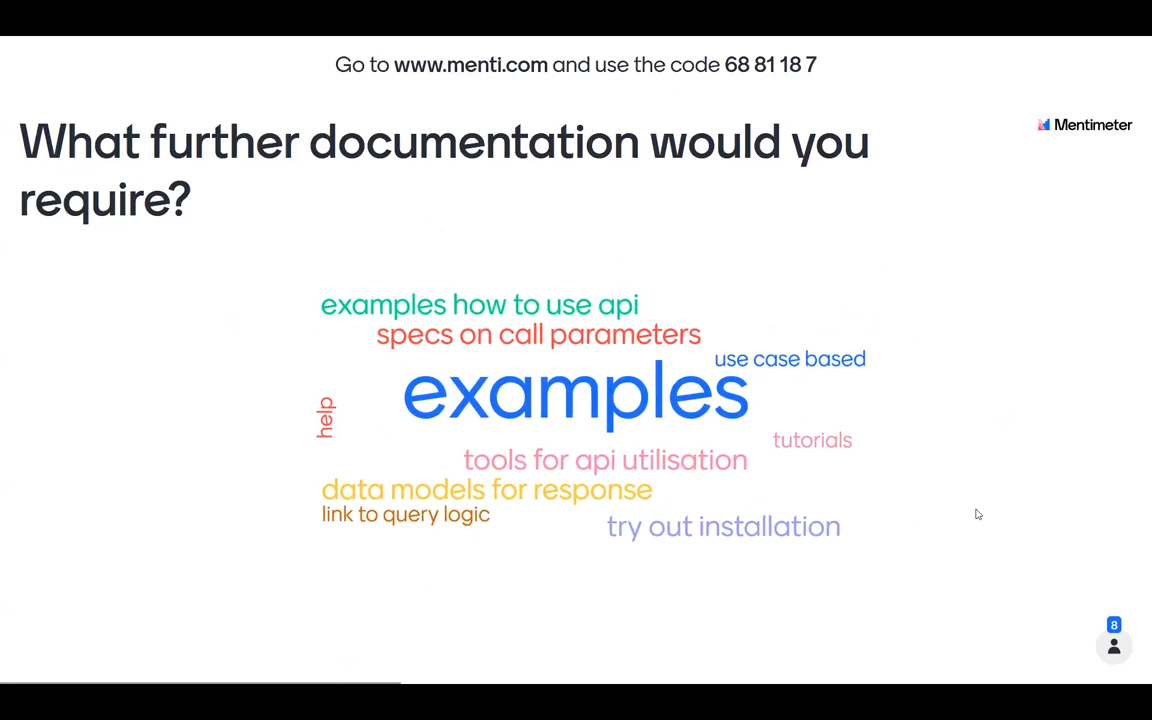 Go to www.menti.com and use the code 68 81 18 7
Mentimeter
What further documentation would you
require?
examples how to use api
specs on call parameters
use case based
examples
help
tutorials
tools for api utilisation
data models for response
link to query logic
try out installation
8